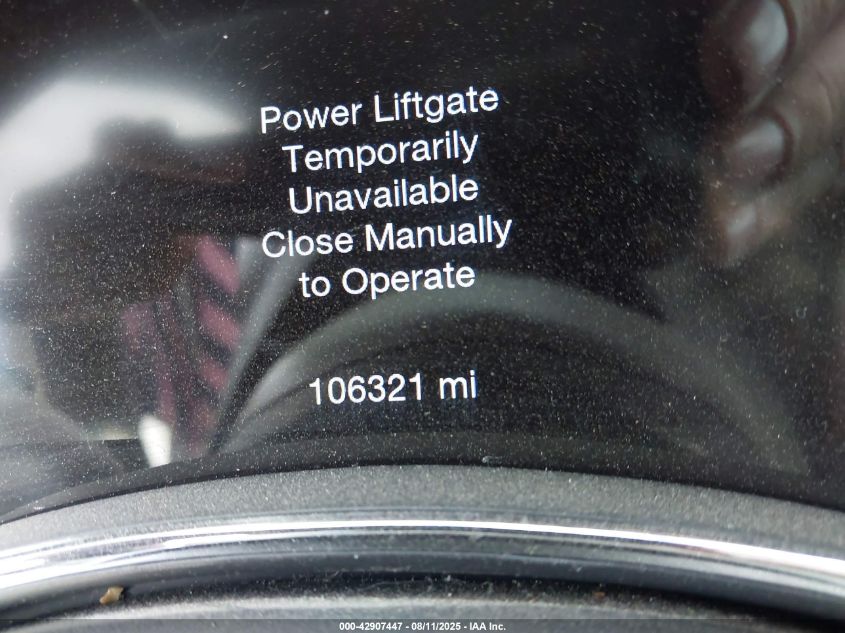 Power Liftgate
Temporarily
Unavailable
Close Manually
to Operate
106321 mi
000-42907447 - 08/11/2025 - IAA Inc.